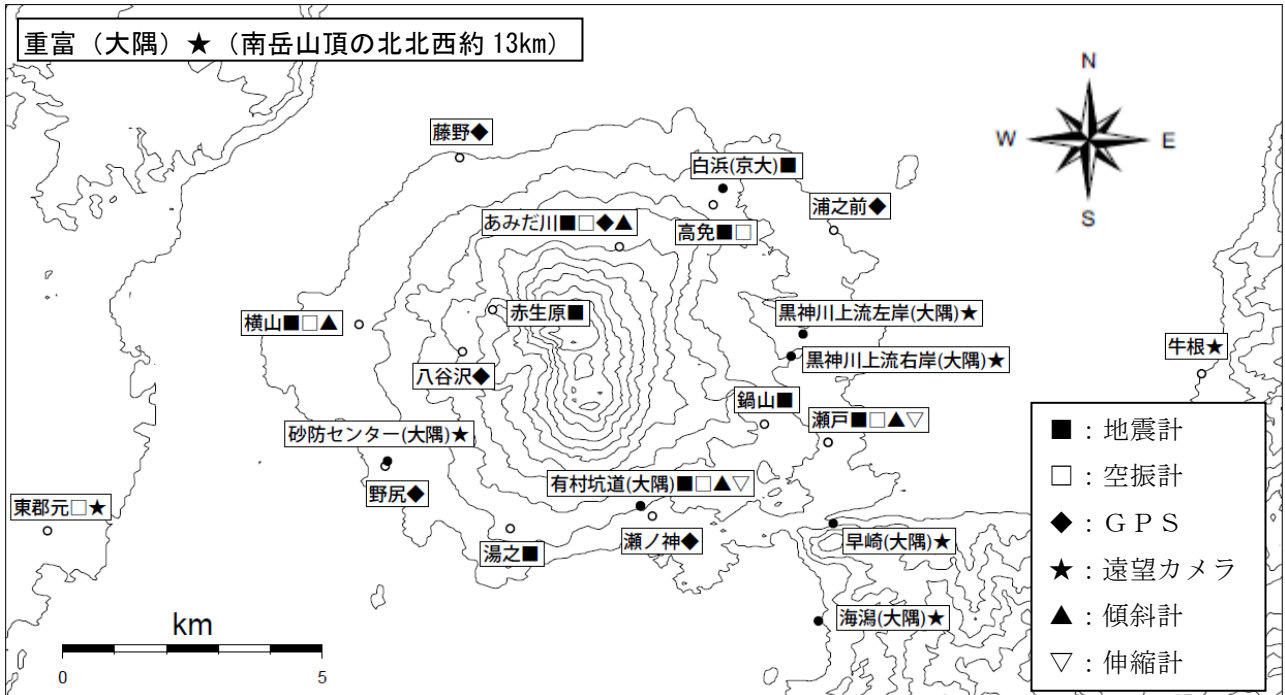 重富（大隅）★（南岳山頂の北北西約13km）
N
W
E
S
藤野◆
白浜(京大)■
浦之前◆
あみだ川■□◆▲
高免■□
赤生原■
横山■□▲
黒神川上流左岸(大隅)★
黒神川上流右岸(大隅)★
牛根★
八谷沢◆
鍋山■
瀬戸■□▲▽
砂防センター(大隅)★
野尻◆
有村坑道(大隅)■□▲▽
東郡元□★
湯之■
瀬ノ神◆
早崎(大隅)★
海潟(大隅)★
km
0
5
■：地震計
□：空振計
◆：ＧＰＳ
★：遠望カメラ
▲：傾斜計
▽：伸縮計